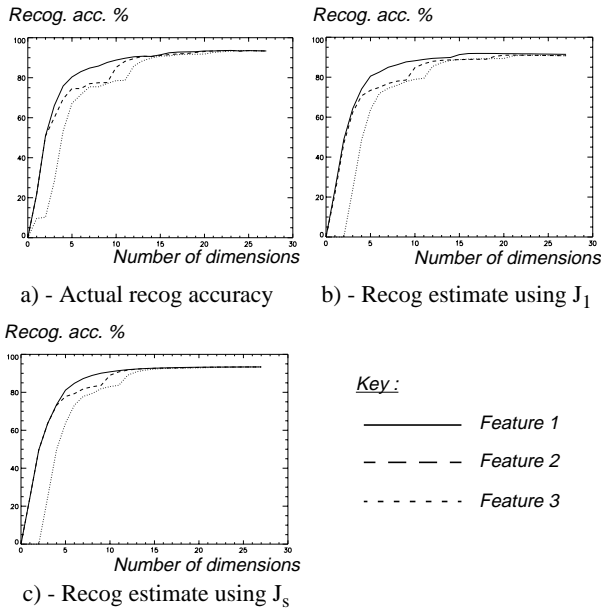 Recog. acc. %
Recog. acc. %
100
80
60
40
20
0
0 5 10 15 20 25 30
Number of dimensions
100
80
60
40
20
0
0 5 10 15 20 25 30
Number of dimensions
a) - Actual recog accuracy
b) - Recog estimate using J1
Recog. acc. %
100
80
60
40
20
0
0 5 10 15 20 25 30
Number of dimensions
c) - Recog estimate using Js
Key :
Feature 1
Feature 2
Feature 3